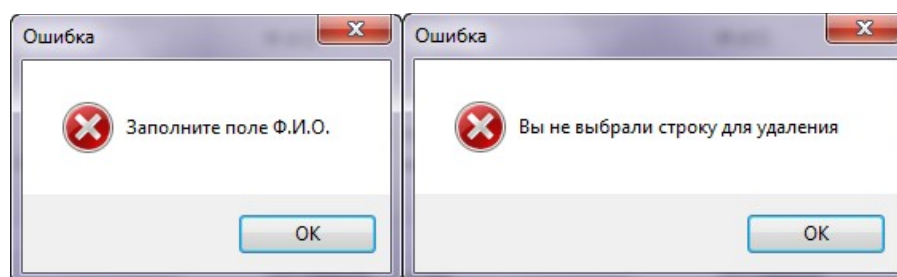 Ошибка
Заполните поле Ф.И.О.
OK
Ошибка
Вы не выбрали строку для удаления
OK